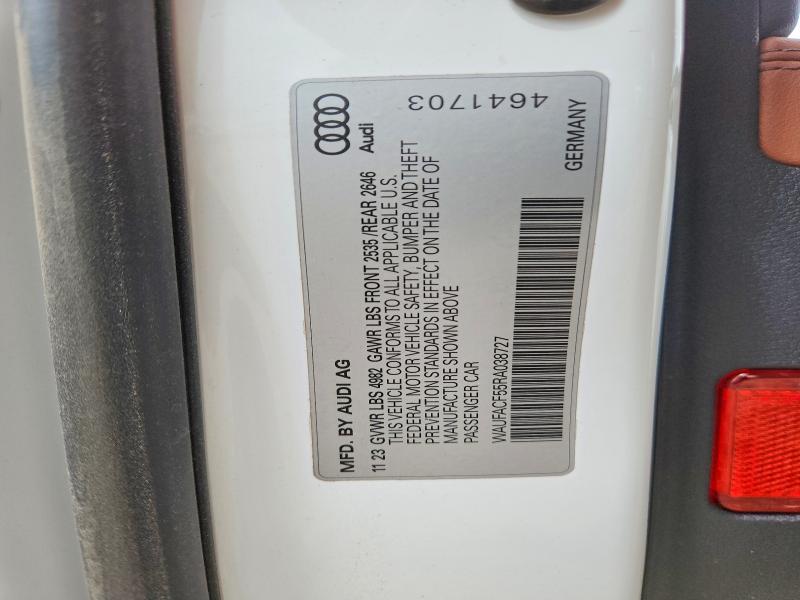 MFD. BY AUDI AG
Audi
11 23 GVWR LBS 4982 GAWR LBS FRONT 2535 /REAR 2646
THIS VEHICLE CONFORMS TO ALL APPLICABLE U.S.
FEDERAL MOTOR VEHICLE SAFETY, BUMPER AND THEFT
PREVENTION STANDARDS IN EFFECT ON THE DATE OF
MANUFACTURE SHOWN ABOVE
PASSENGER CAR
4641703
WAUFACF55RA038727
GERMANY